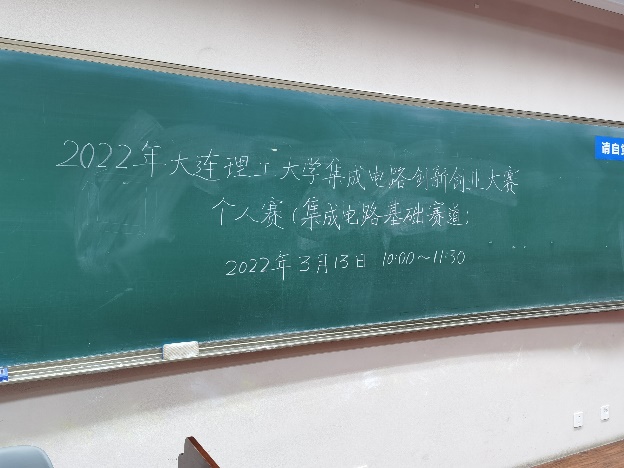 2022年大连理工大学集成电路创新创业大赛
个人赛(集成电路基础赛道)
2022年3月13日 10:00~11:30
请自